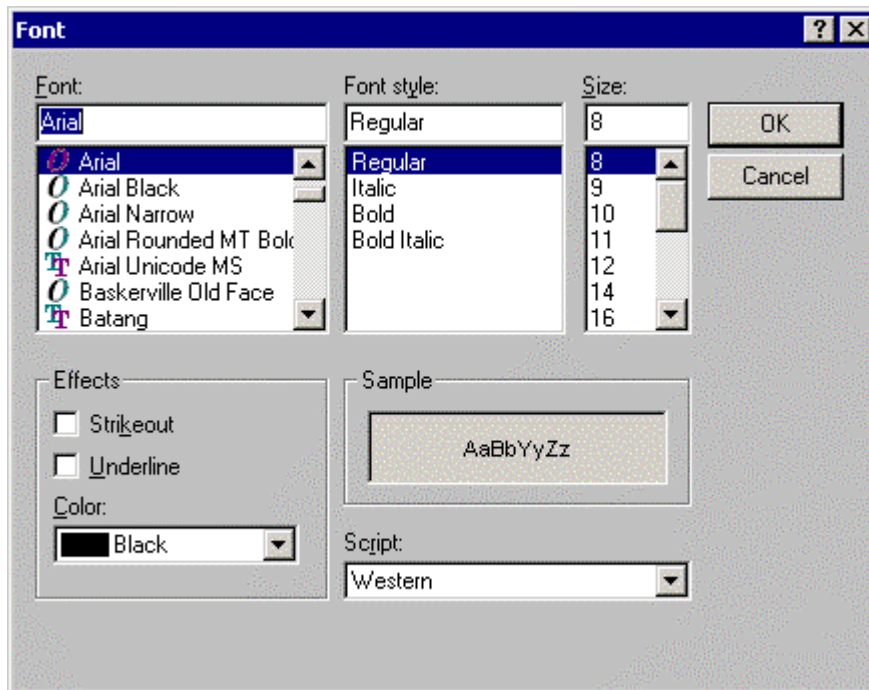 Font
Font:
Arial
Arial
Arial Black
Arial Narrow
Arial Rounded MT Bold
Arial Unicode MS
Baskerville Old Face
Batang
Font style:
Regular
Regular
Italic
Bold
Bold Italic
Size:
8
8
9
10
11
12
14
16
OK
Cancel
Effects
Strikeout
Underline
Color:
Black
Sample
AaBbYyZz
Script:
Western